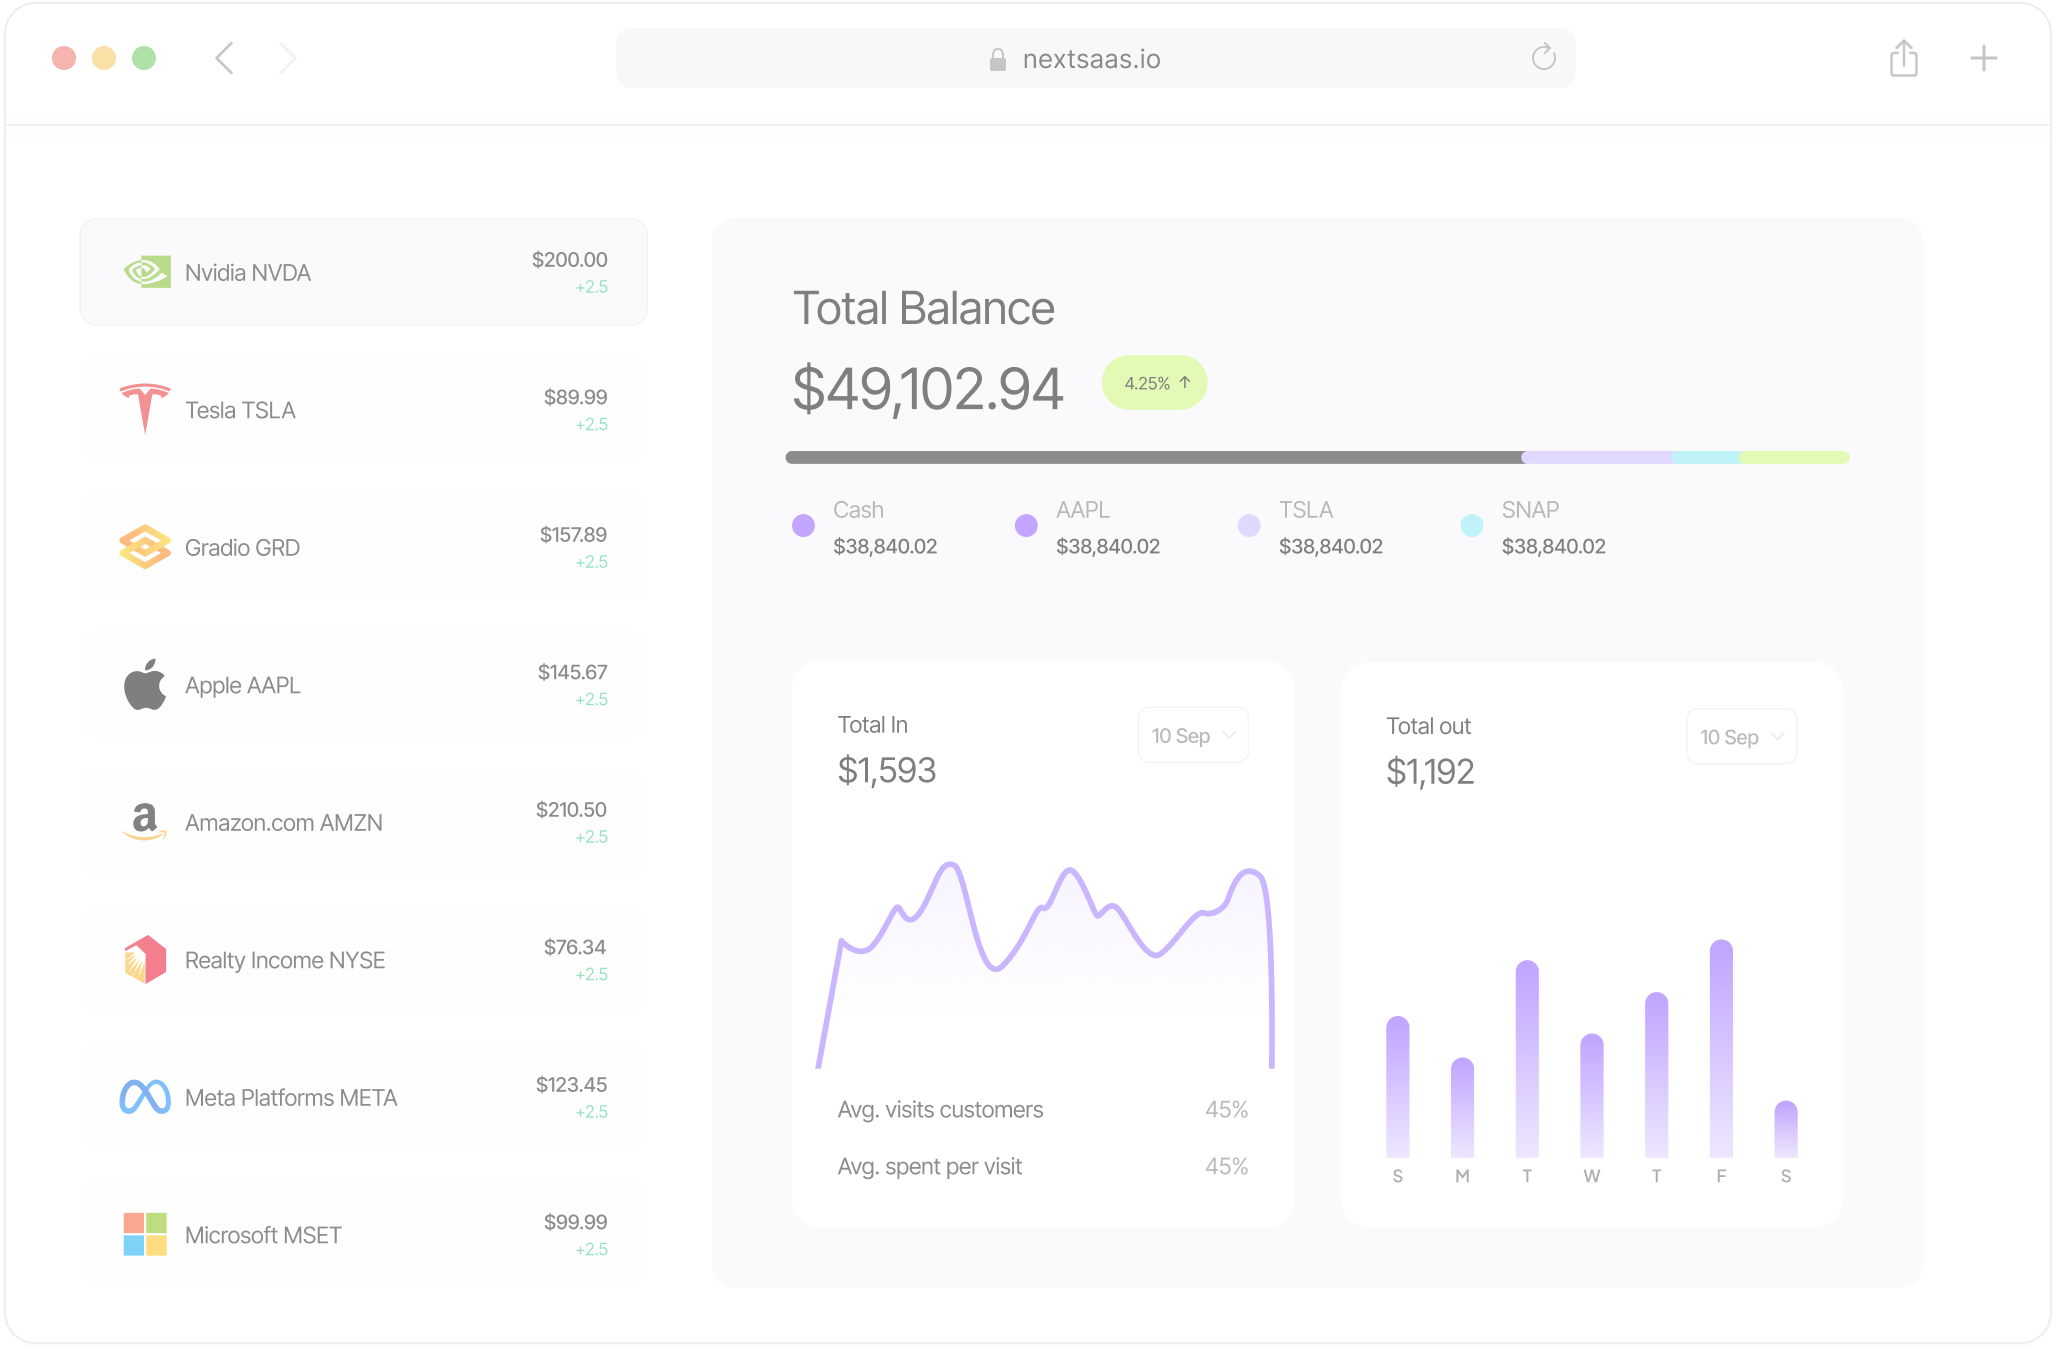 nextsaas.io
Nvidia NVDA
$200.00
+2.5
Tesla TSLA
$89.99
+2.5
Gradio GRD
$157.89
+2.5
Apple AAPL
$145.67
+2.5
Amazon.com AMZN
$210.50
+2.5
Realty Income NYSE
$76.34
+2.5
Meta Platforms META
$123.45
+2.5
Microsoft MSET
$99.99
+2.5
Total Balance
$49,102.94
4.25% ↑
Cash
$38,840.02
AAPL
$38,840.02
TSLA
$38,840.02
SNAP
$38,840.02
Total In
10 Sep
$1,593
Avg. visits customers 45%
Avg. spent per visit 45%
Total out
10 Sep
$1,192
S M T W T F S